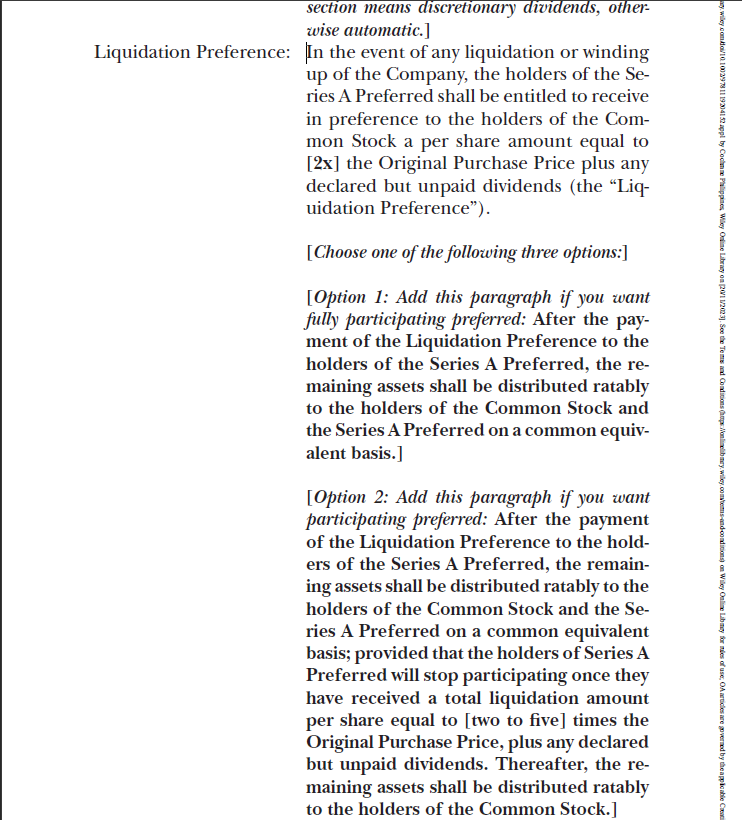 section means discretionary dividends, other-
wise automatic.]
Liquidation Preference: In the event of any liquidation or winding
up of the Company, the holders of the Se-
ries A Preferred shall be entitled to receive
in preference to the holders of the Com-
mon Stock a per share amount equal to
[2x] the Original Purchase Price plus any
declared but unpaid dividends (the “Liq-
uidation Preference”).
[Choose one of the following three options:]
[Option 1: Add this paragraph if you want
fully participating preferred: After the pay-
ment of the Liquidation Preference to the
holders of the Series A Preferred, the re-
maining assets shall be distributed ratably
to the holders of the Common Stock and
the Series A Preferred on a common equiv-
alent basis.]
[Option 2: Add this paragraph if you want
participating preferred: After the payment
of the Liquidation Preference to the hold-
ers of the Series A Preferred, the remain-
ing assets shall be distributed ratably to the
holders of the Common Stock and the Se-
ries A Preferred on a common equivalent
basis; provided that the holders of Series A
Preferred will stop participating once they
have received a total liquidation amount
per share equal to [two to five] times the
Original Purchase Price, plus any declared
but unpaid dividends. Thereafter, the re-
maining assets shall be distributed ratably
to the holders of the Common Stock.]
by Cochrane Philippines, Wiley Online Library on [20/11/2023]. See the Terms and Conditions (https://onlinelibrary.wiley.com/terms-and-conditions) on Wiley Online Library for rules of use; OA articles are governed by the applicable